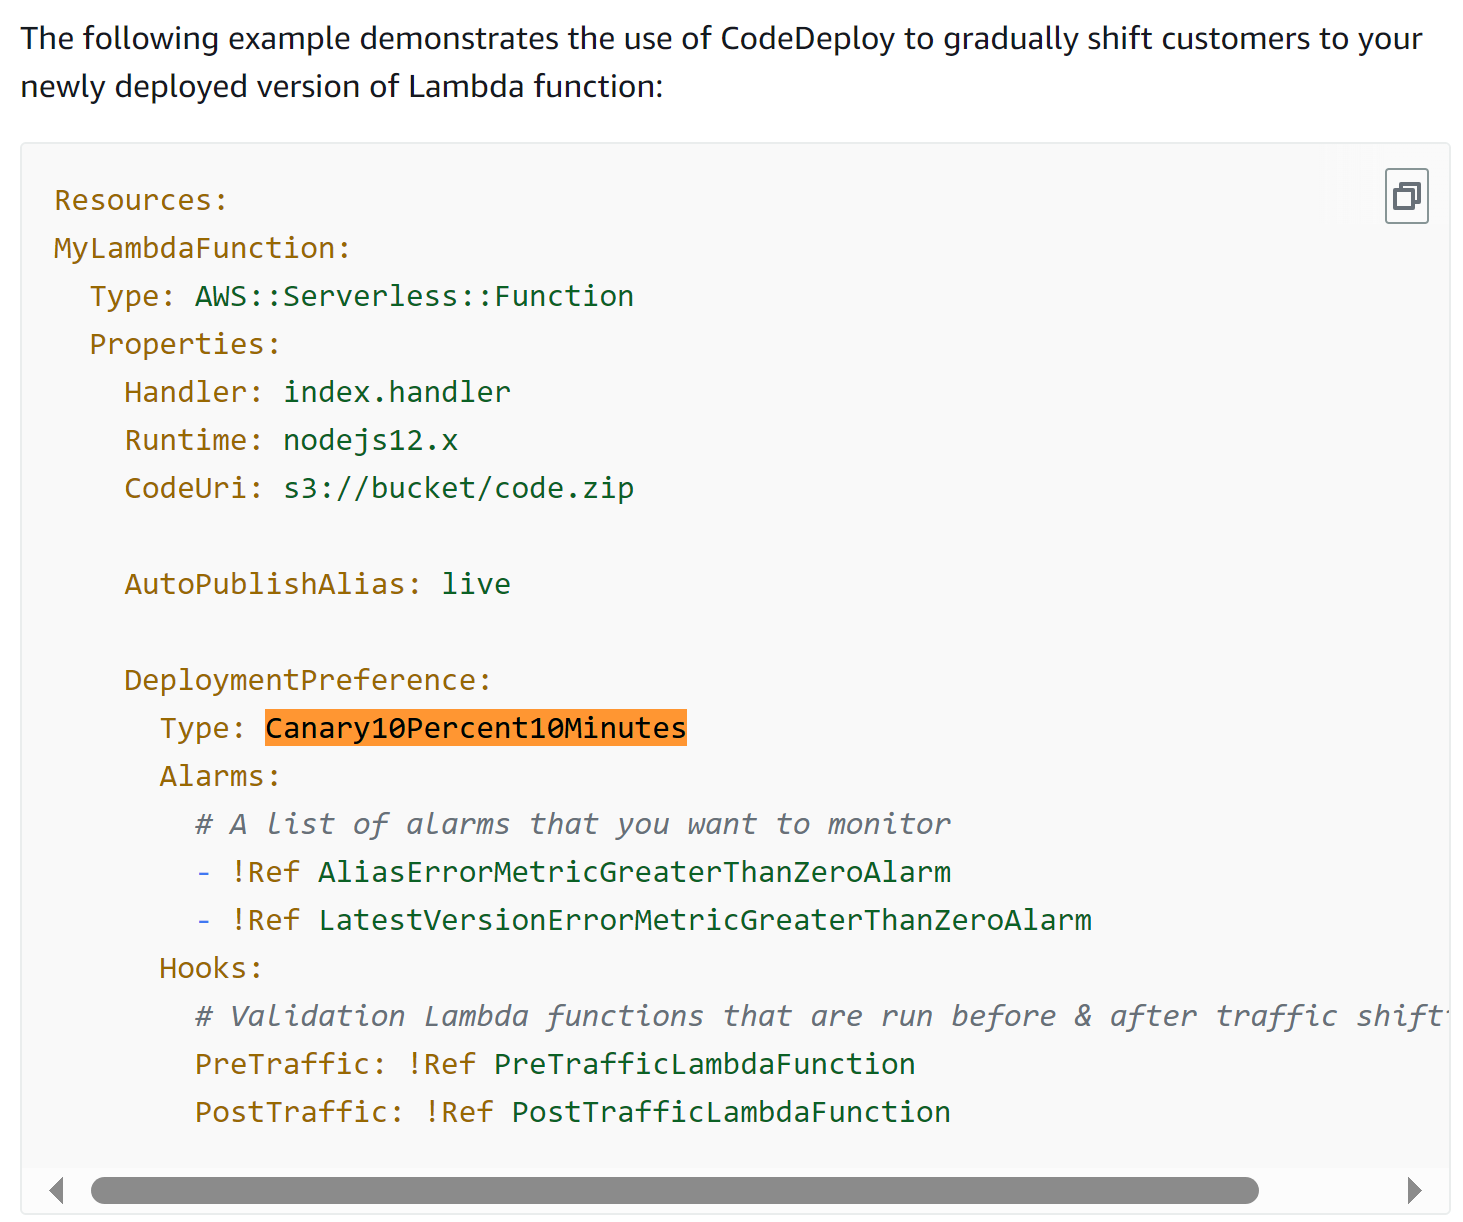 The following example demonstrates the use of CodeDeploy to gradually shift customers to your
newly deployed version of Lambda function:
Resources:
MyLambdaFunction:
  Type: AWS::Serverless::Function
  Properties:
    Handler: index.handler
    Runtime: nodejs12.x
    CodeUri: s3://bucket/code.zip

    AutoPublishAlias: live

    DeploymentPreference:
      Type: Canary10Percent10Minutes
      Alarms:
        # A list of alarms that you want to monitor
        - !Ref AliasErrorMetricGreaterThanZeroAlarm
        - !Ref LatestVersionErrorMetricGreaterThanZeroAlarm
      Hooks:
        # Validation Lambda functions that are run before & after traffic shift
        PreTraffic: !Ref PreTrafficLambdaFunction
        PostTraffic: !Ref PostTrafficLambdaFunction